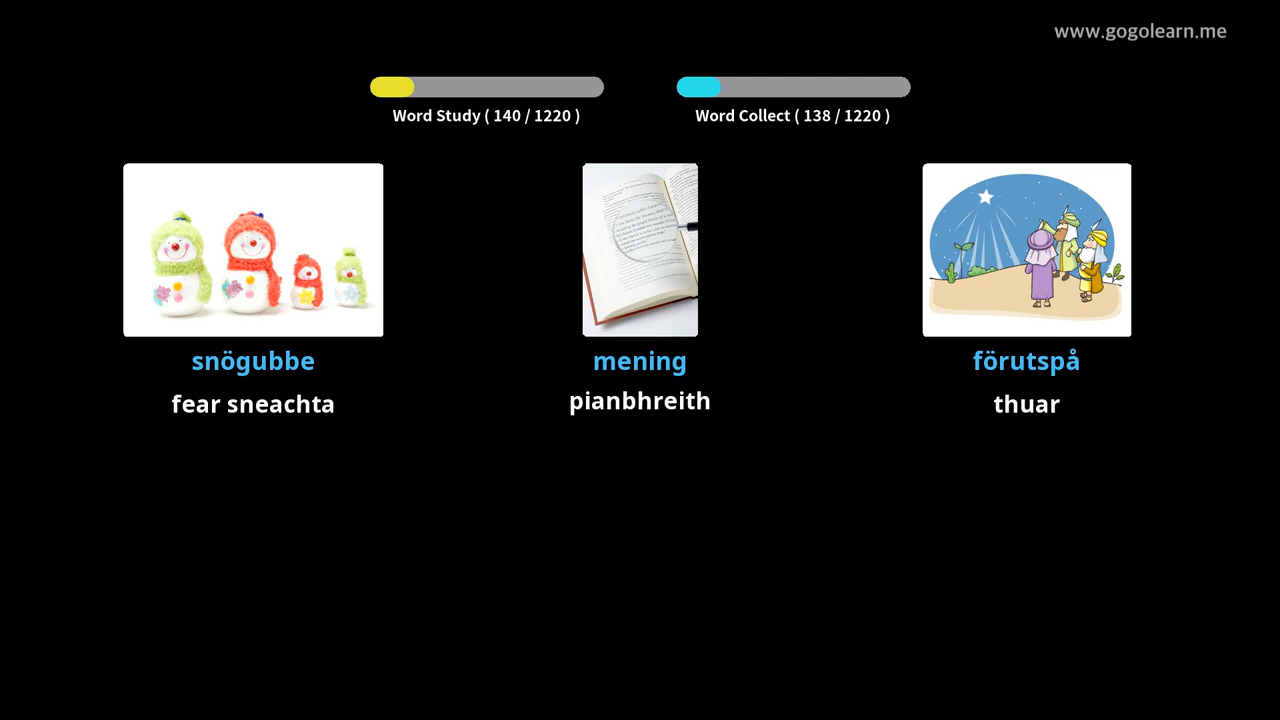 www.gogolearn.me
Word Study ( 140 / 1220 )
Word Collect ( 138 / 1220 )
snögubbe
mening
förutspå
fear sneachta
pianbhreith
thuar